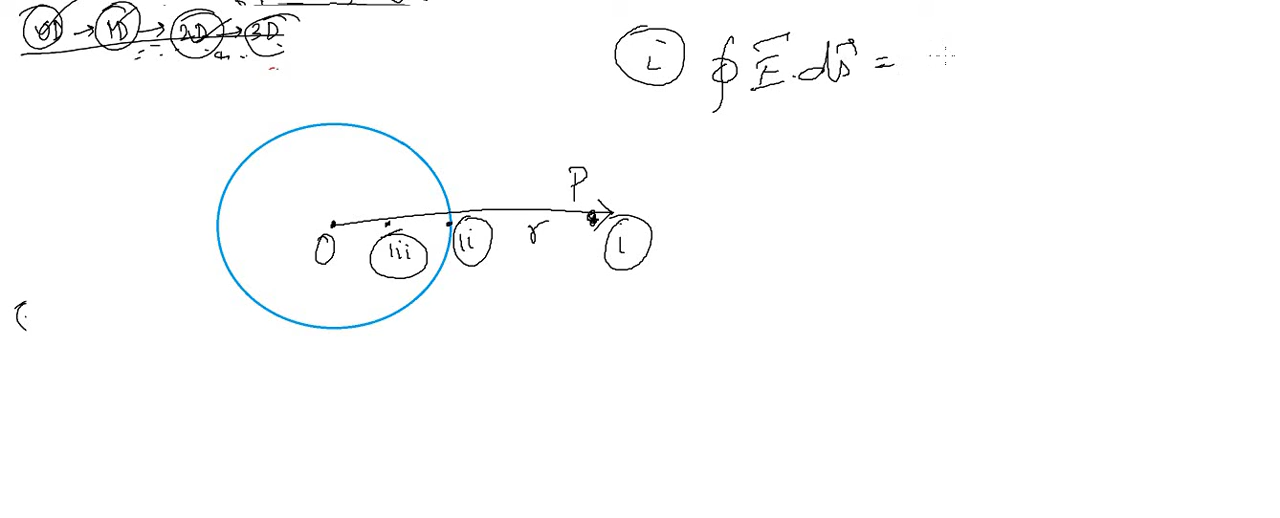 0D → 1D → 2D → 3D
(i) ∮ E⃗ . ds⃗ =
P
O
iii
ii
r
i
(